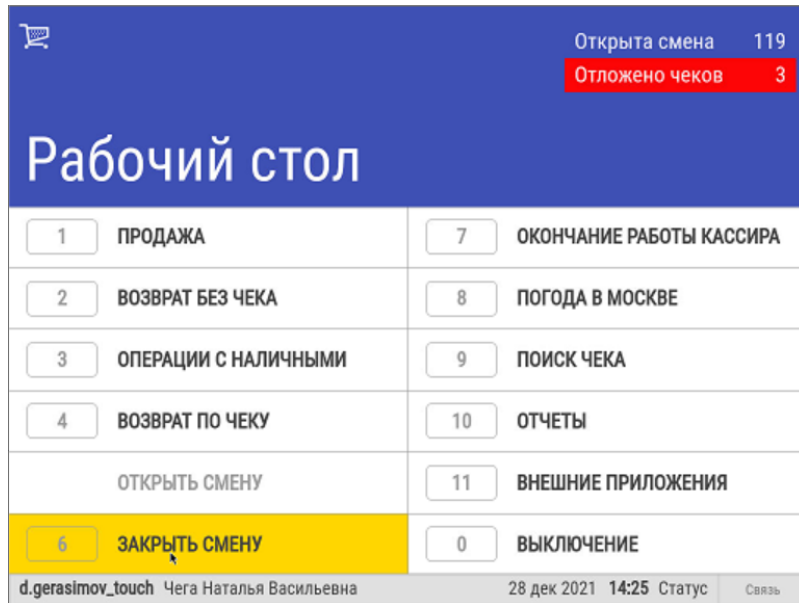 Открыта смена 119
Отложено чеков 3
Рабочий стол
1 ПРОДАЖА
2 ВОЗВРАТ БЕЗ ЧЕКА
3 ОПЕРАЦИИ С НАЛИЧНЫМИ
4 ВОЗВРАТ ПО ЧЕКУ
ОТКРЫТЬ СМЕНУ
6 ЗАКРЫТЬ СМЕНУ
7 ОКОНЧАНИЕ РАБОТЫ КАССИРА
8 ПОГОДА В МОСКВЕ
9 ПОИСК ЧЕКА
10 ОТЧЕТЫ
11 ВНЕШНИЕ ПРИЛОЖЕНИЯ
0 ВЫКЛЮЧЕНИЕ
d.gerasimov_touch Чега Наталья Васильевна 28 дек 2021 14:25 Статус Связь